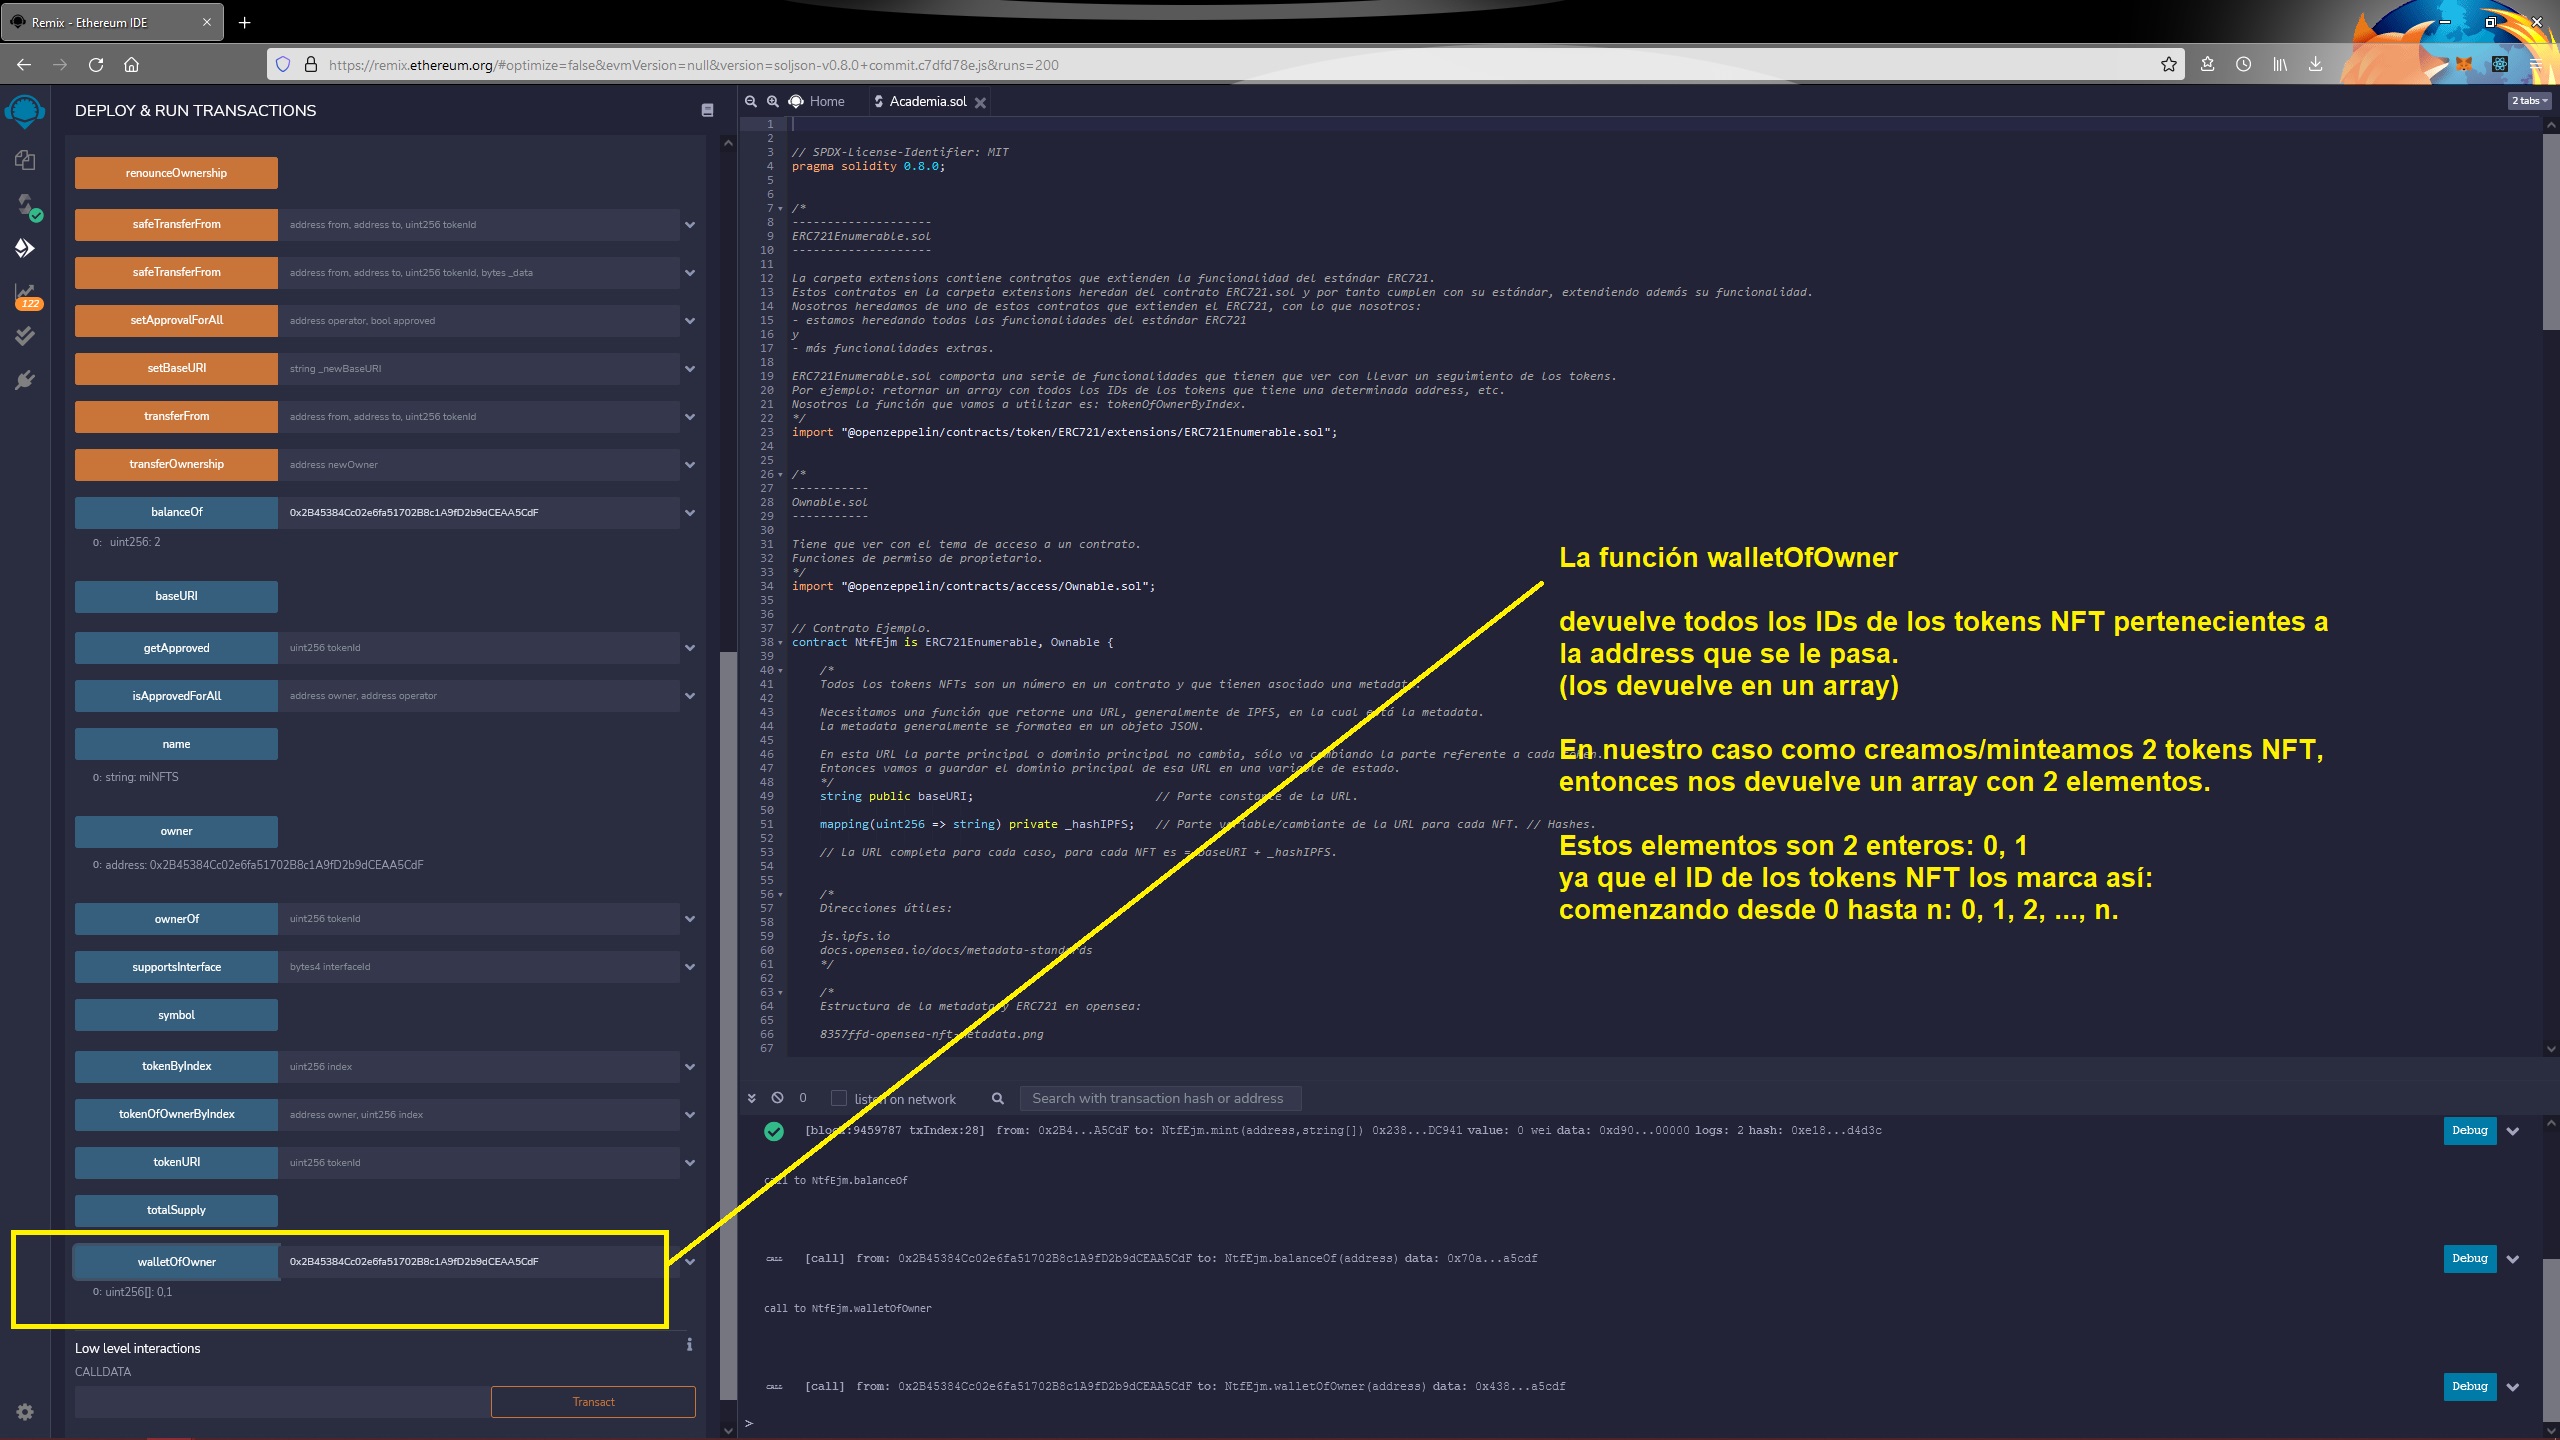 Remix - Ethereum IDE
https://remix.ethereum.org/#optimize=false&evmVersion=null&version=soljson-v0.8.0+commit.c7dfd78e.js&runs=200
DEPLOY & RUN TRANSACTIONS
122
renounceOwnership
safeTransferFrom address from, address to, uint256 tokenId
safeTransferFrom address from, address to, uint256 tokenId, bytes _data
setApprovalForAll address operator, bool approved
setBaseURI string _newBaseURI
transferFrom address from, address to, uint256 tokenId
transferOwnership address newOwner
balanceOf 0x2B45384Cc02e6fa51702B8c1A9fD2b9dCEAA5CdF
0: uint256: 2
baseURI
getApproved uint256 tokenId
isApprovedForAll address owner, address operator
name
0: string: miNFTS
owner
0: address: 0x2B45384Cc02e6fa51702B8c1A9fD2b9dCEAA5CdF
ownerOf uint256 tokenId
supportsInterface bytes4 interfaceId
symbol
tokenByIndex uint256 index
tokenOfOwnerByIndex address owner, uint256 index
tokenURI uint256 tokenId
totalSupply
walletOfOwner 0x2B45384Cc02e6fa51702B8c1A9fD2b9dCEAA5CdF
0: uint256[]: 0,1
Low level interactions
i
CALLDATA
Transact
Home Academia.sol
2 tabs
1
2
3 // SPDX-License-Identifier: MIT
4 pragma solidity 0.8.0;
5
6
7 /*
8 --------------------
9 ERC721Enumerable.sol
10 --------------------
11
12 La carpeta extensions contiene contratos que extienden la funcionalidad del estándar ERC721.
13 Estos contratos en la carpeta extensions heredan del contrato ERC721.sol y por tanto cumplen con su estándar, extendiendo además su funcionalidad.
14 Nosotros heredamos de uno de estos contratos que extienden el ERC721, con lo que nosotros:
15 - estamos heredando todas las funcionalidades del estándar ERC721
16 y
17 - más funcionalidades extras.
18
19 ERC721Enumerable.sol comporta una serie de funcionalidades que tienen que ver con llevar un seguimiento de los tokens.
20 Por ejemplo: retornar un array con todos los IDs de los tokens que tiene una determinada address, etc.
21 Nosotros la función que vamos a utilizar es: tokenOfOwnerByIndex.
22 */
23 import "@openzeppelin/contracts/token/ERC721/extensions/ERC721Enumerable.sol";
24
25
26 /*
27 -----------
28 Ownable.sol
29 -----------
30
31 Tiene que ver con el tema de acceso a un contrato.
32 Funciones de permiso de propietario.
33 */
34 import "@openzeppelin/contracts/access/Ownable.sol";
35
36
37 // Contrato Ejemplo.
38 contract NtfEjm is ERC721Enumerable, Ownable {
39
40 /*
41 Todos los tokens NFTs son un número en un contrato y que tienen asociado una metadata.
42
43 Necesitamos una función que retorne una URL, generalmente de IPFS, en la cual está la metadata.
44 La metadata generalmente se formatea en un objeto JSON.
45
46 En esta URL la parte principal o dominio principal no cambia, sólo va cambiando la parte referente a cada token.
47 Entonces vamos a guardar el dominio principal de esa URL en una variable de estado.
48 */
49 string public baseURI; // Parte constante de la URL.
50
51 mapping(uint256 => string) private _hashIPFS; // Parte variable/cambiante de la URL para cada NFT. // Hashes.
52
53 // La URL completa para cada caso, para cada NFT es = baseURI + _hashIPFS.
54
55
56 /*
57 Direcciones útiles:
58
59 js.ipfs.io
60 docs.opensea.io/docs/metadata-standards
61 */
62
63 /*
64 Estructura de la metadata y ERC721 en opensea:
65
66 8357ffd-opensea-nft-metadata.png
67
La función walletOfOwner
devuelve todos los IDs de los tokens NFT pertenecientes a
la address que se le pasa.
(los devuelve en un array)
En nuestro caso como creamos/minteamos 2 tokens NFT,
entonces nos devuelve un array con 2 elementos.
Estos elementos son 2 enteros: 0, 1
ya que el ID de los tokens NFT los marca así:
comenzando desde 0 hasta n: 0, 1, 2, ..., n.
0 listen on network Search with transaction hash or address
[block:9459787 txIndex:28] from: 0x2B4...A5CdF to: NtfEjm.mint(address,string[]) 0x238...DC941 value: 0 wei data: 0xd90...00000 logs: 2 hash: 0xe18...d4d3c Debug
call to NtfEjm.balanceOf
CALL [call] from: 0x2B45384Cc02e6fa51702B8c1A9fD2b9dCEAA5CdF to: NtfEjm.balanceOf(address) data: 0x70a...a5cdf Debug
call to NtfEjm.walletOfOwner
CALL [call] from: 0x2B45384Cc02e6fa51702B8c1A9fD2b9dCEAA5CdF to: NtfEjm.walletOfOwner(address) data: 0x438...a5cdf Debug
>